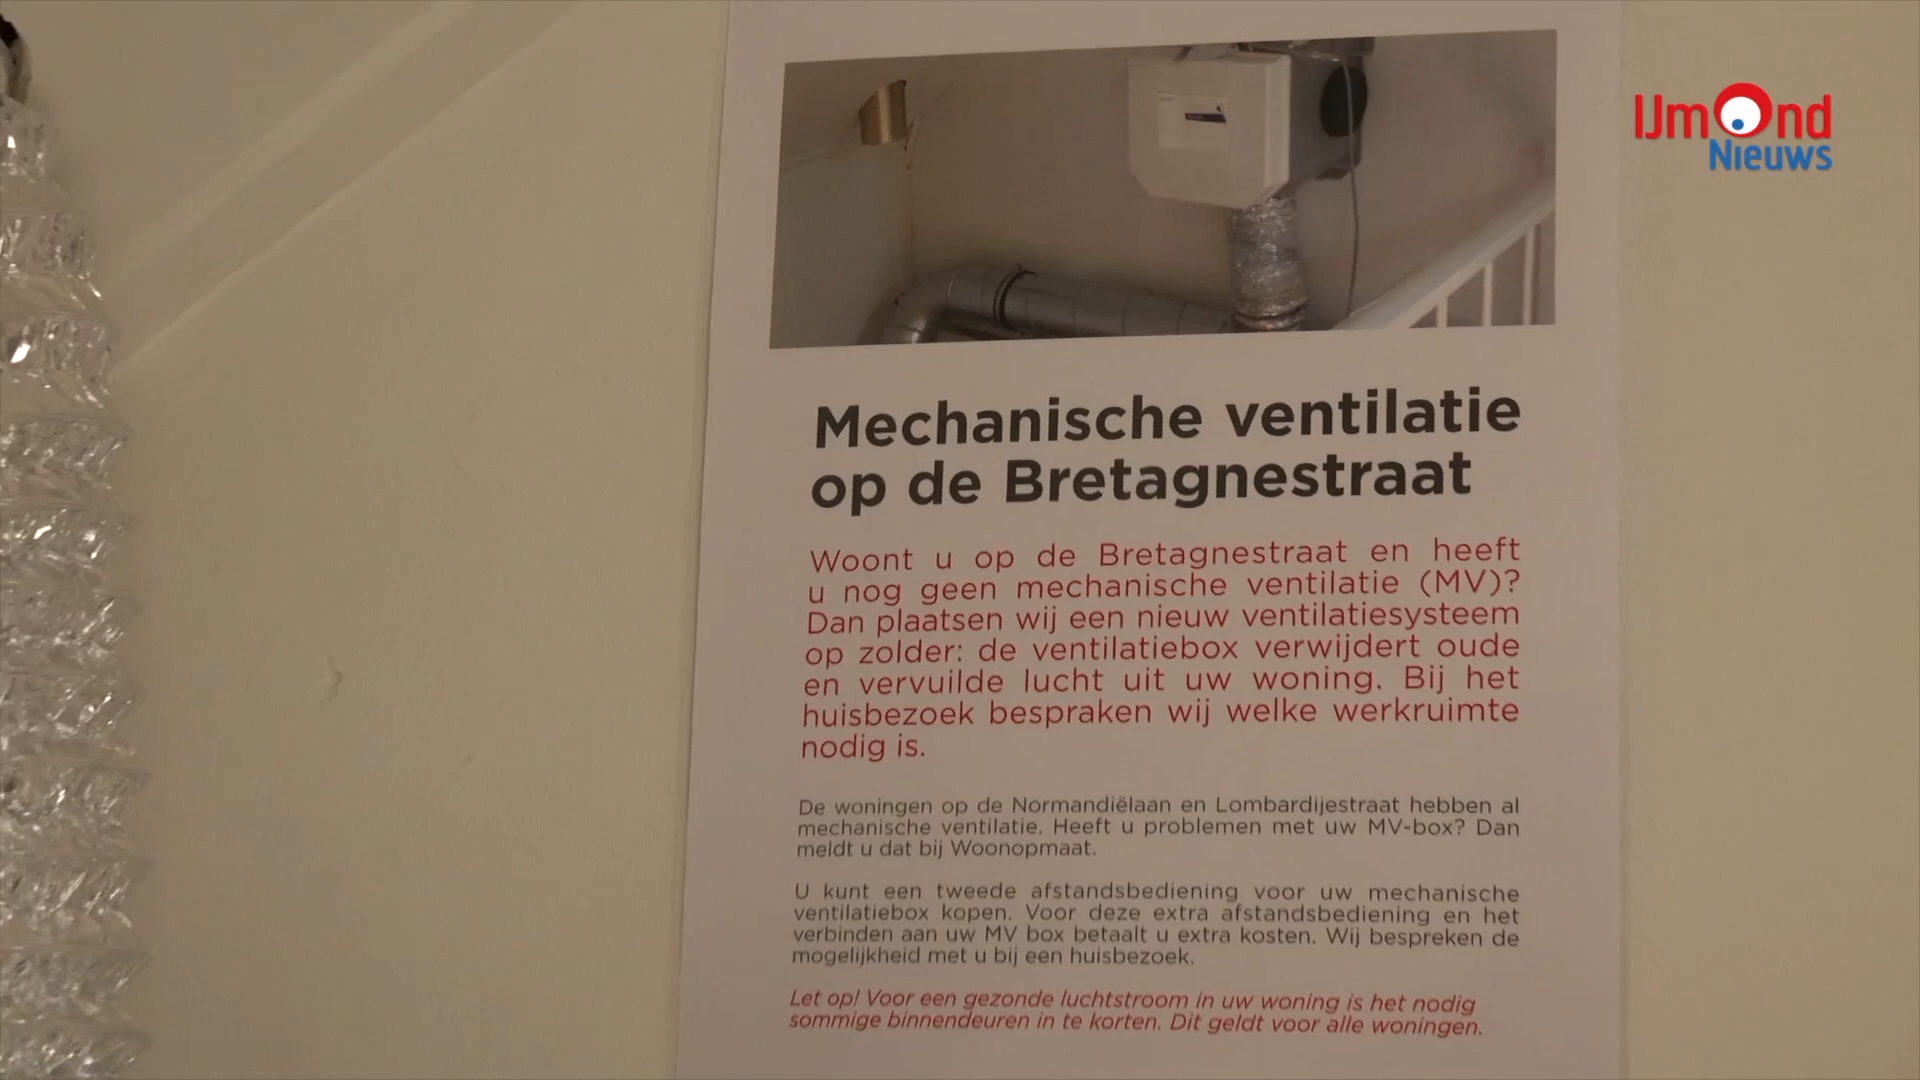 IJmOnd
Nieuws
Mechanische ventilatie
op de Bretagnestraat
Woont u op de Bretagnestraat en heeft
u nog geen mechanische ventilatie (MV)?
Dan plaatsen wij een nieuw ventilatiesysteem
op zolder: de ventilatiebox verwijdert oude
en vervuilde lucht uit uw woning. Bij het
huisbezoek bespraken wij welke werkruimte
nodig is.
De woningen op de Normandiëlaan en Lombardijestraat hebben al
mechanische ventilatie. Heeft u problemen met uw MV-box? Dan
meldt u dat bij Woonopmaat.
U kunt een tweede afstandsbediening voor uw mechanische
ventilatiebox kopen. Voor deze extra afstandsbediening en het
verbinden aan uw MV box betaalt u extra kosten. Wij bespreken de
mogelijkheid met u bij een huisbezoek.
Let op! Voor een gezonde luchtstroom in uw woning is het nodig
sommige binnendeuren in te korten. Dit geldt voor alle woningen.